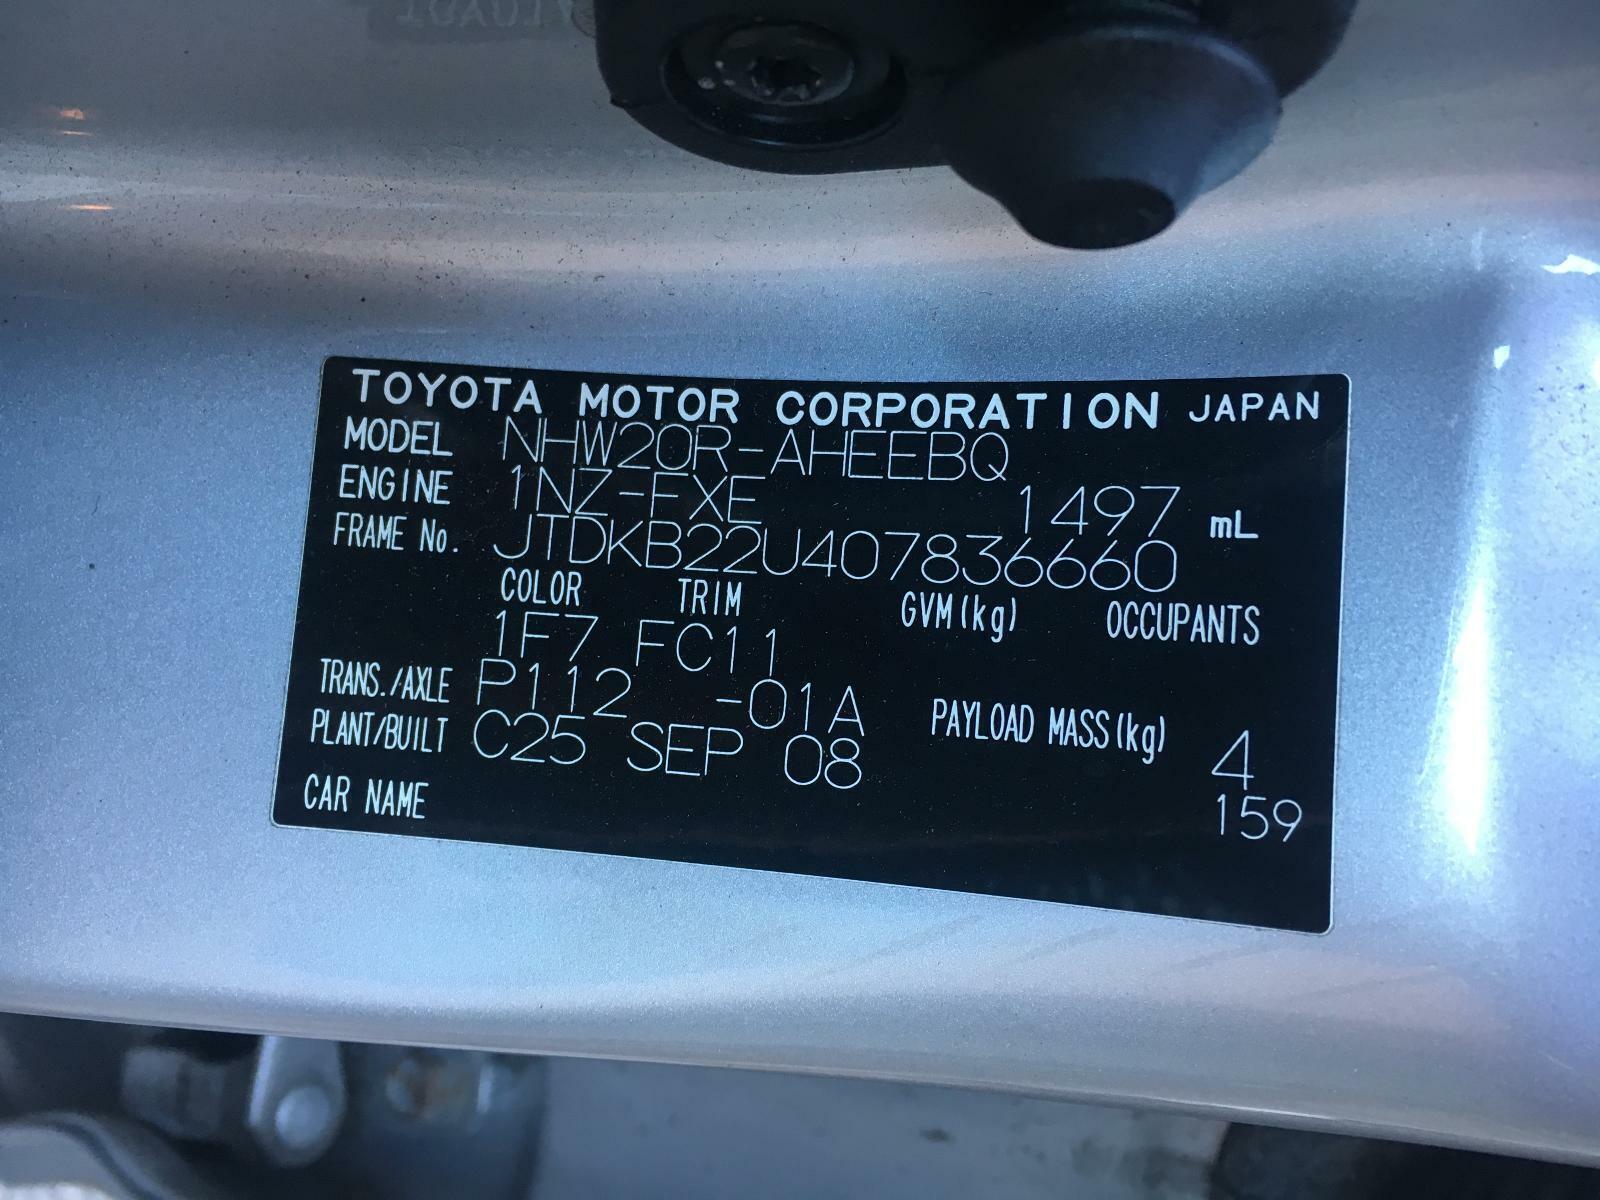 TOYOTA MOTOR CORPORATION JAPAN
MODEL NHW20R-AHEEBQ
ENGINE 1NZ-FXE 1497 mL
FRAME No. JTDKB22U407836660
COLOR TRIM GVM(kg) OCCUPANTS
1F7 FC11
TRANS./AXLE P112 -01A PAYLOAD MASS(kg) 4
PLANT/BUILT C25 SEP 08 159
CAR NAME